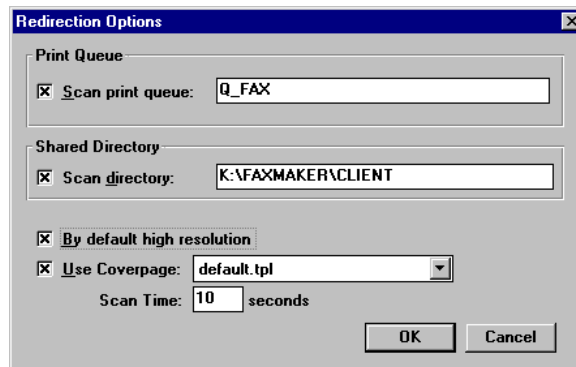 Redirection Options
Print Queue
Scan print queue: Q_FAX
Shared Directory
Scan directory: K:\FAXMAKER\CLIENT
By default high resolution
Use Coverpage: default.tpl
Scan Time: 10 seconds
OK Cancel